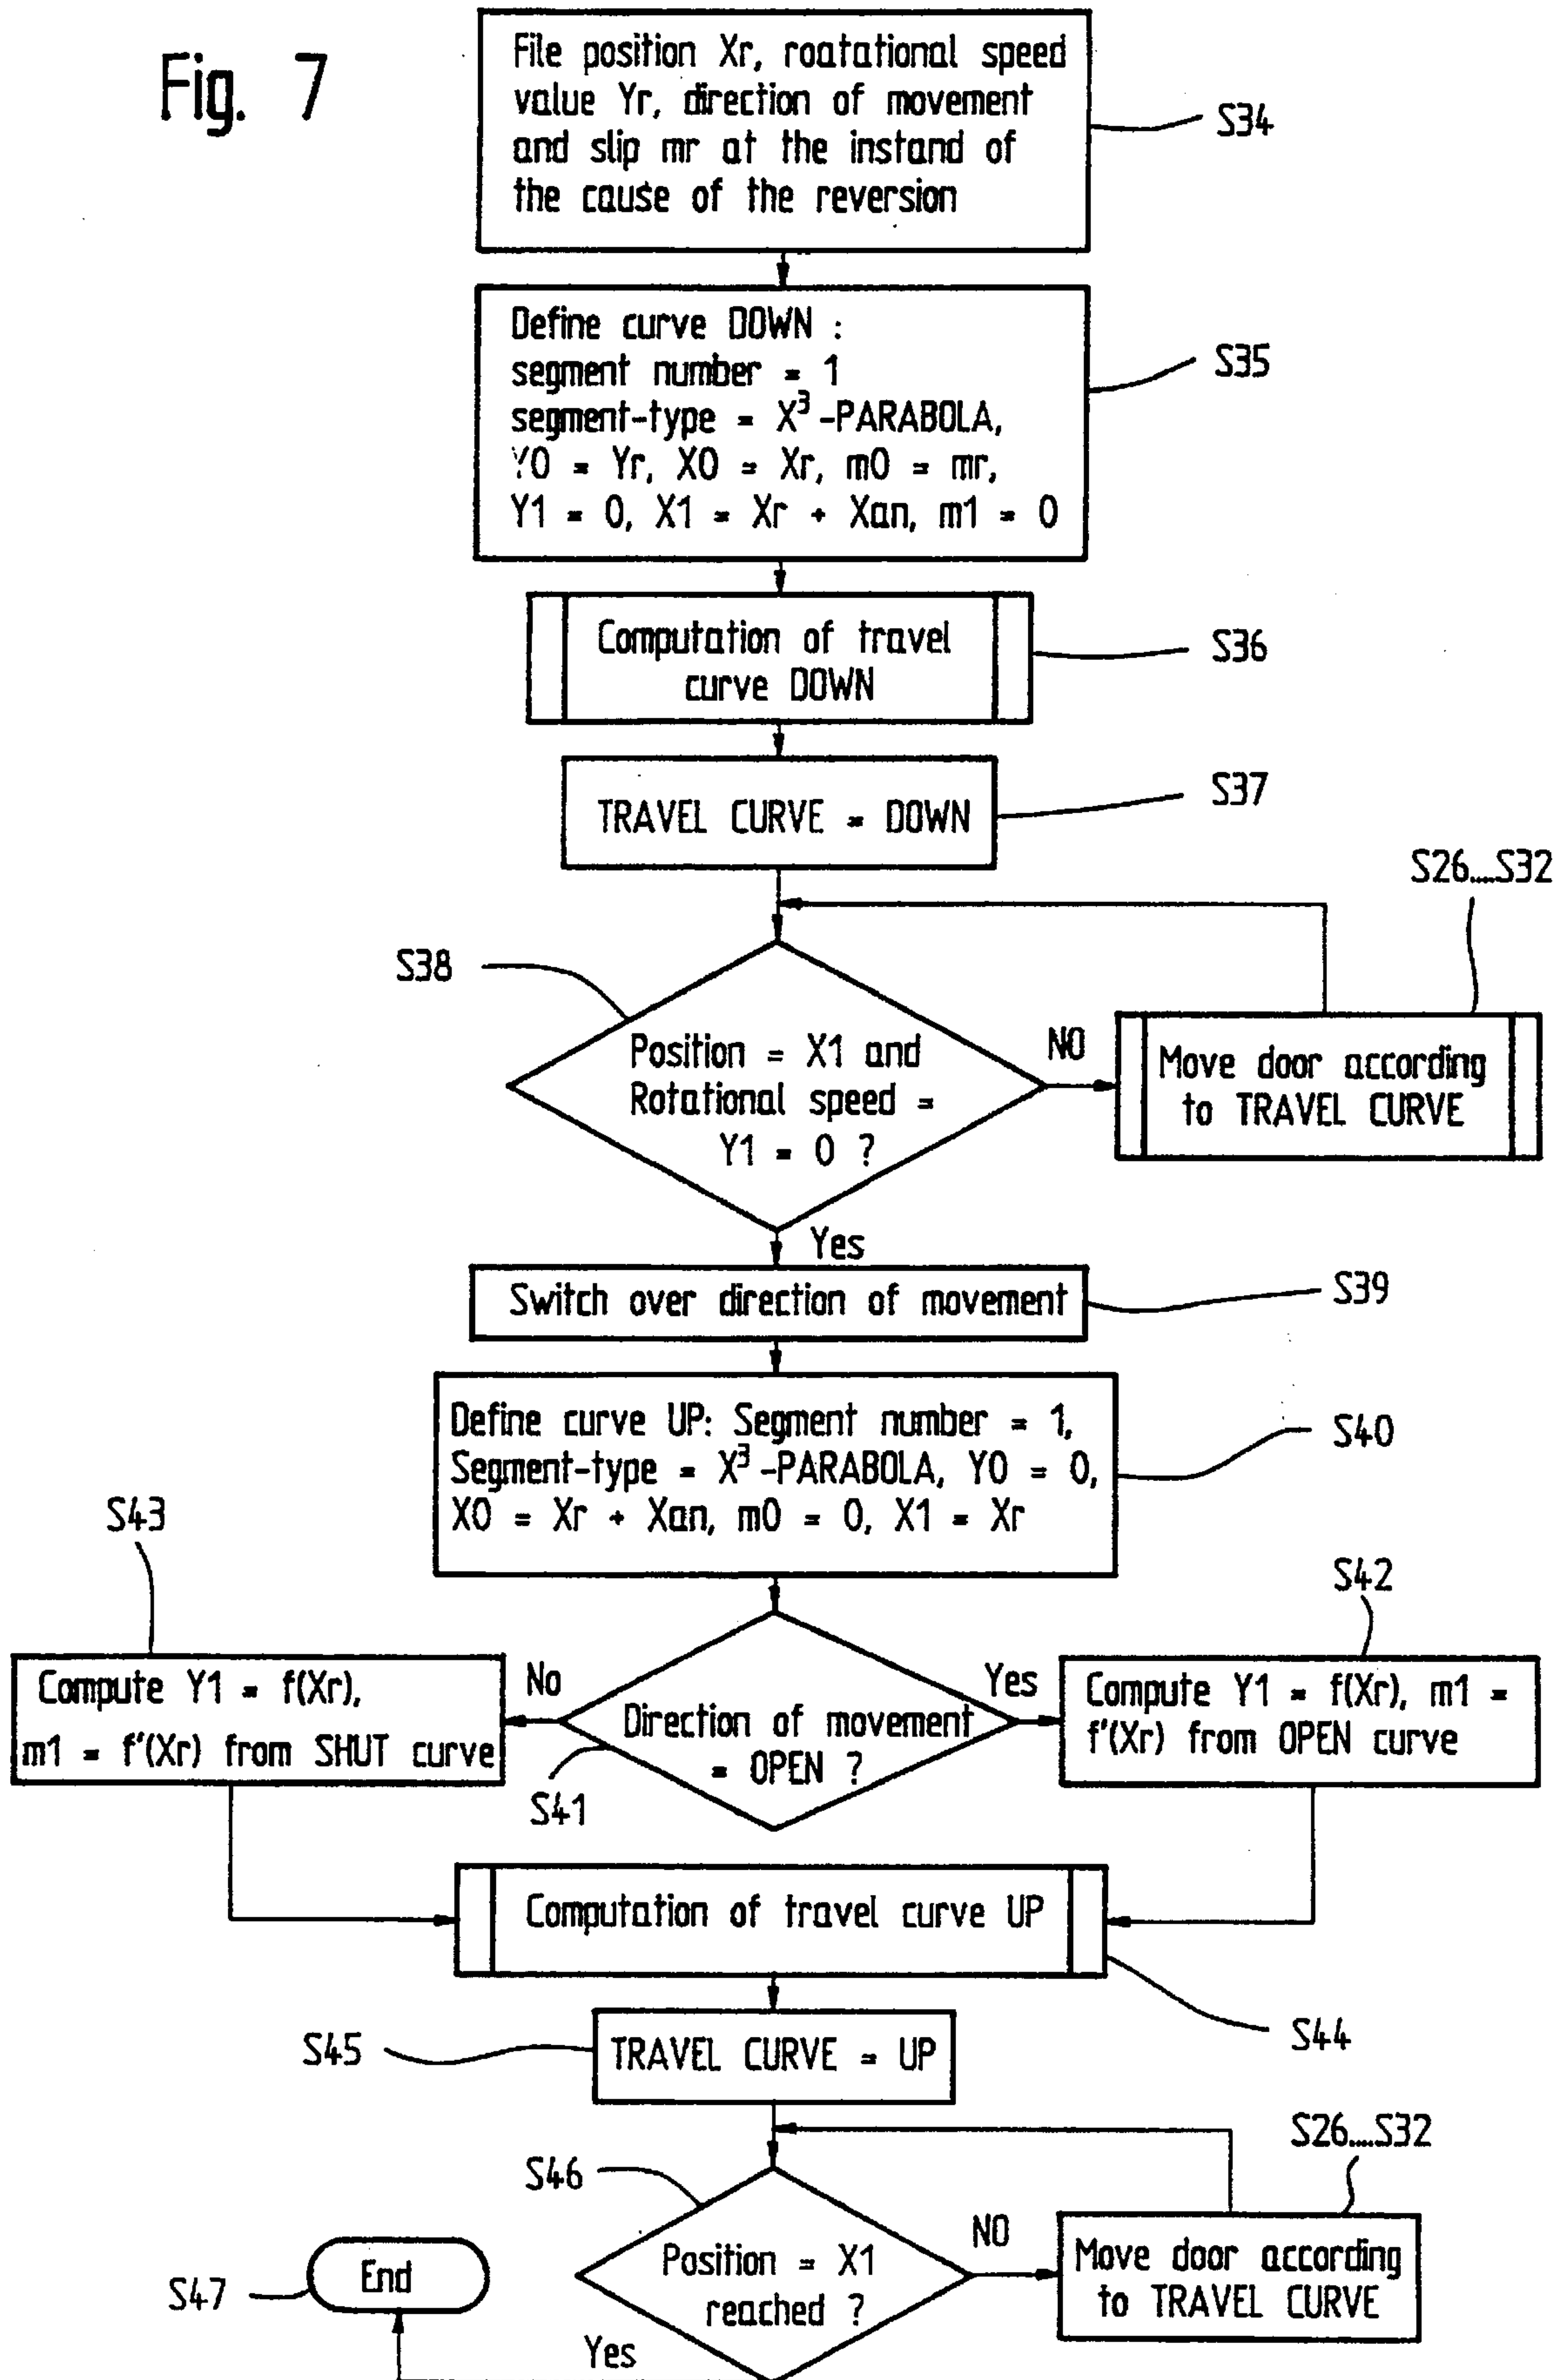 Fig. 7
File position Xr, roatational speed
value Yr, direction of movement
and slip mr at the instand of
the cause of the reversion
S34
Define curve DOWN :
segment number = 1
segment-type = X³-PARABOLA,
Y0 = Yr, X0 = Xr, m0 = mr,
Y1 = 0, X1 = Xr + Xan, m1 = 0
S35
Computation of travel
curve DOWN
S36
TRAVEL CURVE = DOWN
S37
S26....S32
S38
Position = X1 and
Rotational speed =
Y1 = 0 ?
NO
Move door according
to TRAVEL CURVE
Yes
Switch over direction of movement
S39
Define curve UP: Segment number = 1,
Segment-type = X³-PARABOLA, Y0 = 0,
X0 = Xr + Xan, m0 = 0, X1 = Xr
S40
S43
S42
Compute Y1 = f(Xr),
m1 = f'(Xr) from SHUT curve
No
Direction of movement
= OPEN ?
Yes
Compute Y1 = f(Xr), m1 =
f'(Xr) from OPEN curve
S41
Computation of travel curve UP
S44
S45
TRAVEL CURVE = UP
S26....S32
S46
Position = X1
reached ?
NO
Move door according
to TRAVEL CURVE
S47
End
Yes